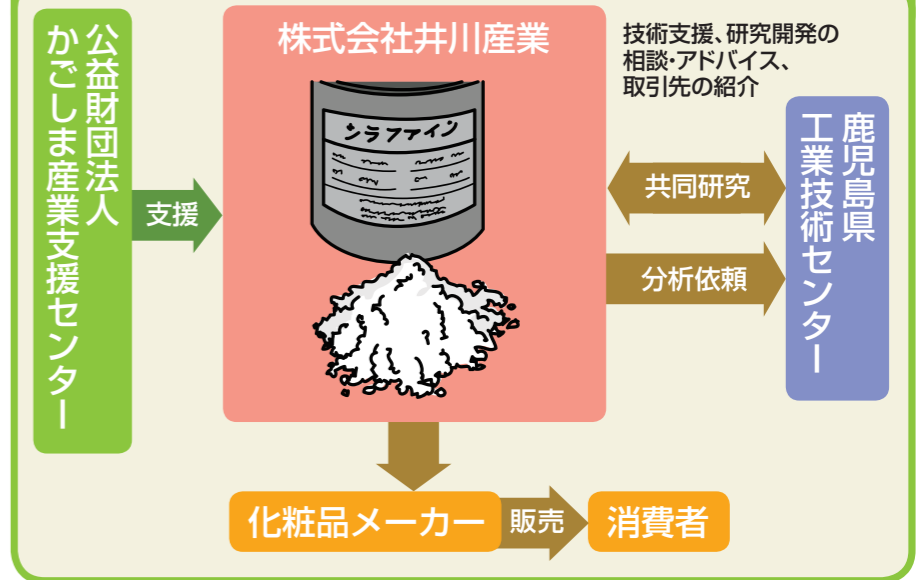 公益財団法人
かごしま産業支援センター
支援
株式会社井川産業
シラファイン
技術支援、研究開発の
相談・アドバイス、
取引先の紹介
共同研究
分析依頼
鹿児島県
工業技術センター
化粧品メーカー
販売
消費者